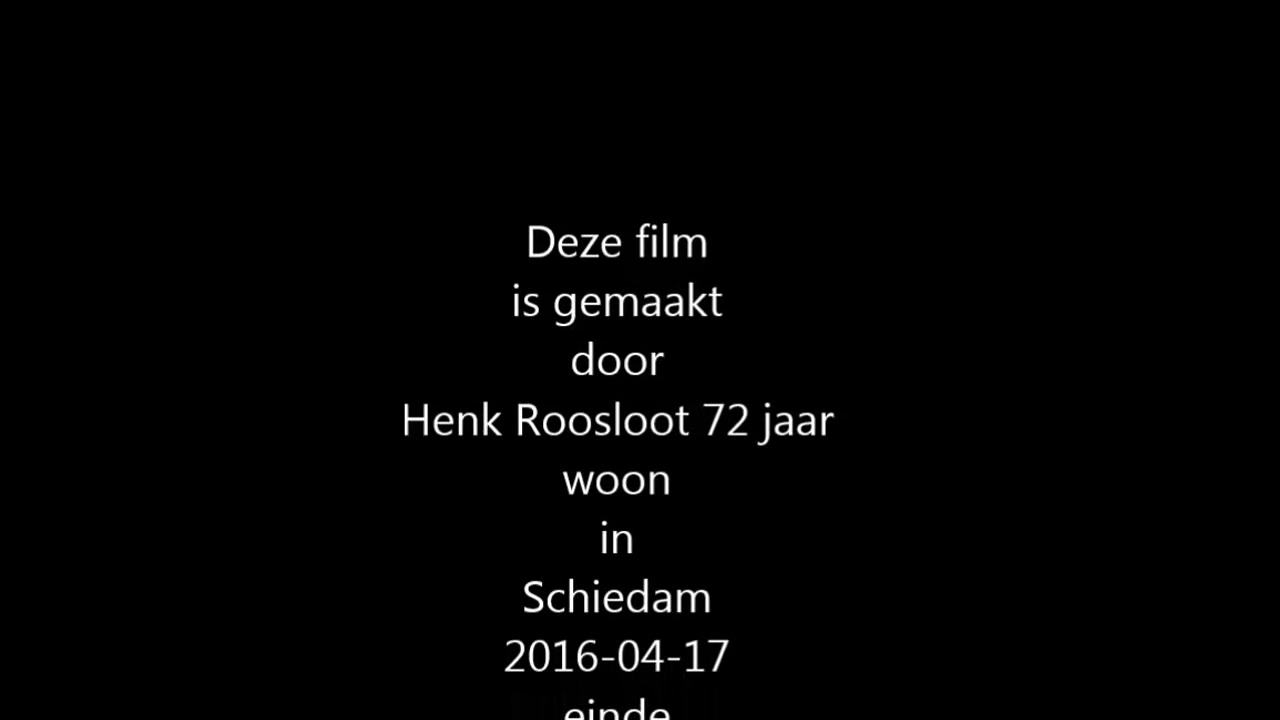 Deze film
is gemaakt
door
Henk Roosloot 72 jaar
woon
in
Schiedam
2016-04-17
einde